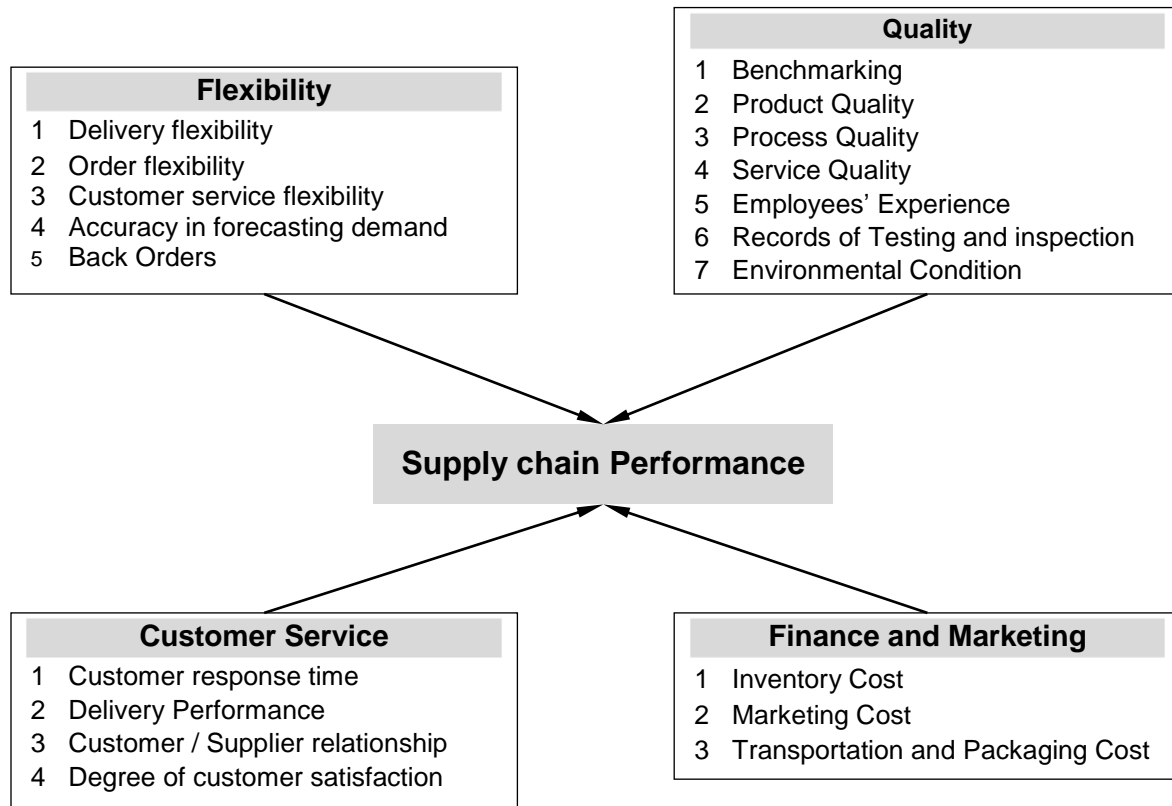 Flexibility
1 Delivery flexibility
2 Order flexibility
3 Customer service flexibility
4 Accuracy in forecasting demand
5 Back Orders
Quality
1 Benchmarking
2 Product Quality
3 Process Quality
4 Service Quality
5 Employees’ Experience
6 Records of Testing and inspection
7 Environmental Condition
Supply chain Performance
Customer Service
1 Customer response time
2 Delivery Performance
3 Customer / Supplier relationship
4 Degree of customer satisfaction
Finance and Marketing
1 Inventory Cost
2 Marketing Cost
3 Transportation and Packaging Cost